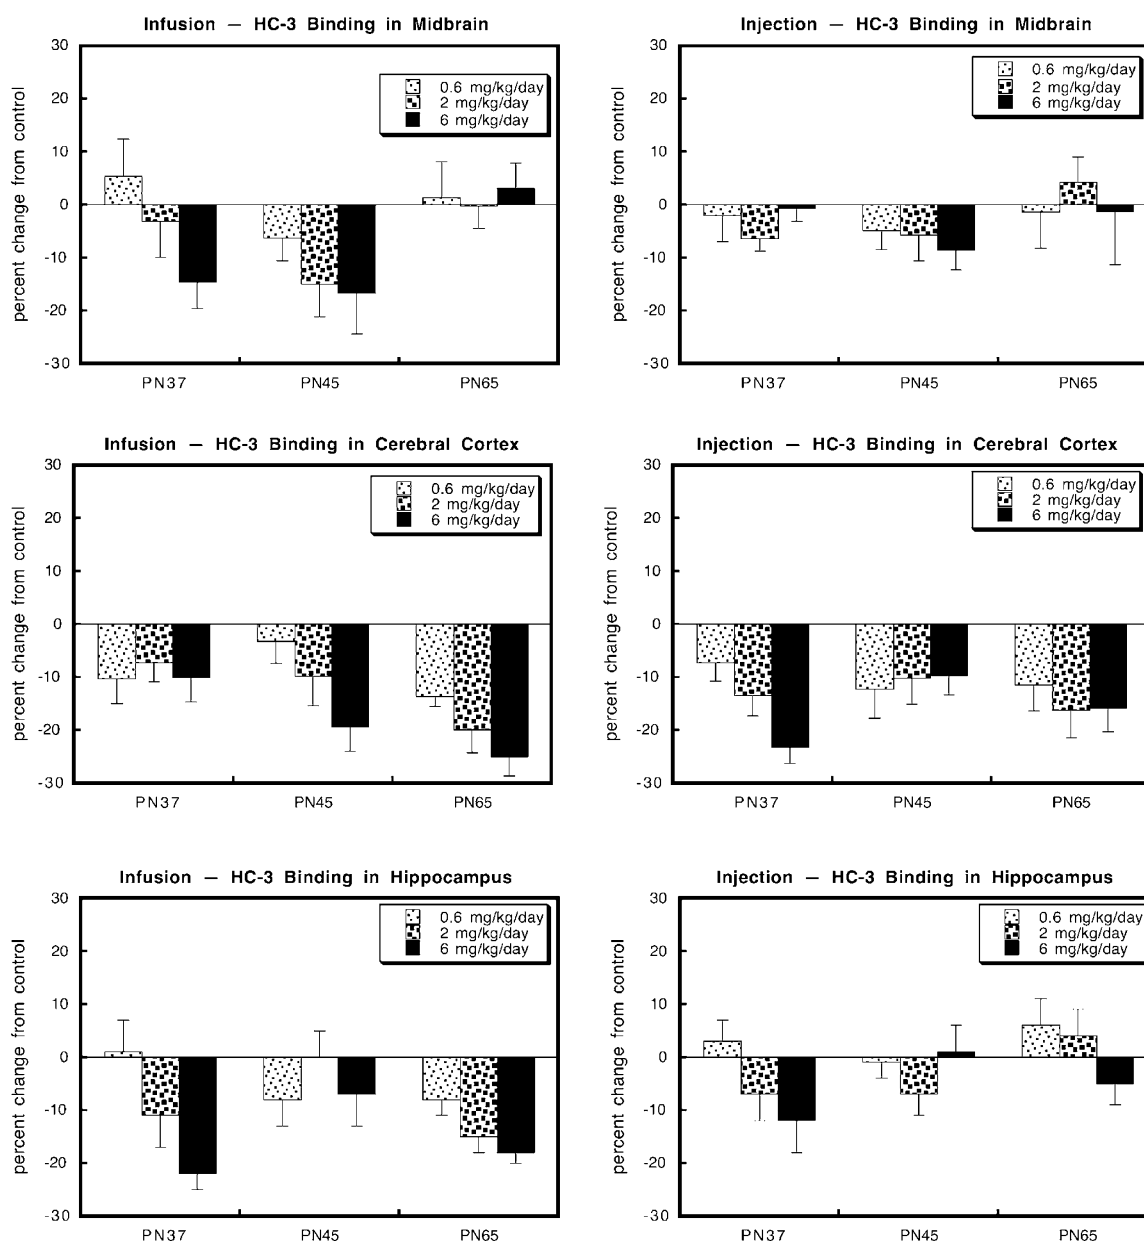 Infusion — HC-3 Binding in Midbrain
30
20
10
0
-10
-20
-30
percent change from control
0.6 mg/kg/day
2 mg/kg/day
6 mg/kg/day
PN37 PN45 PN65
Injection — HC-3 Binding in Midbrain
30
20
10
0
-10
-20
-30
percent change from control
0.6 mg/kg/day
2 mg/kg/day
6 mg/kg/day
PN37 PN45 PN65
Infusion — HC-3 Binding in Cerebral Cortex
30
20
10
0
-10
-20
-30
percent change from control
0.6 mg/kg/day
2 mg/kg/day
6 mg/kg/day
PN37 PN45 PN65
Injection — HC-3 Binding in Cerebral Cortex
30
20
10
0
-10
-20
-30
percent change from control
0.6 mg/kg/day
2 mg/kg/day
6 mg/kg/day
PN37 PN45 PN65
Infusion — HC-3 Binding in Hippocampus
30
20
10
0
-10
-20
-30
percent change from control
0.6 mg/kg/day
2 mg/kg/day
6 mg/kg/day
PN37 PN45 PN65
Injection — HC-3 Binding in Hippocampus
30
20
10
0
-10
-20
-30
percent change from control
0.6 mg/kg/day
2 mg/kg/day
6 mg/kg/day
PN37 PN45 PN65